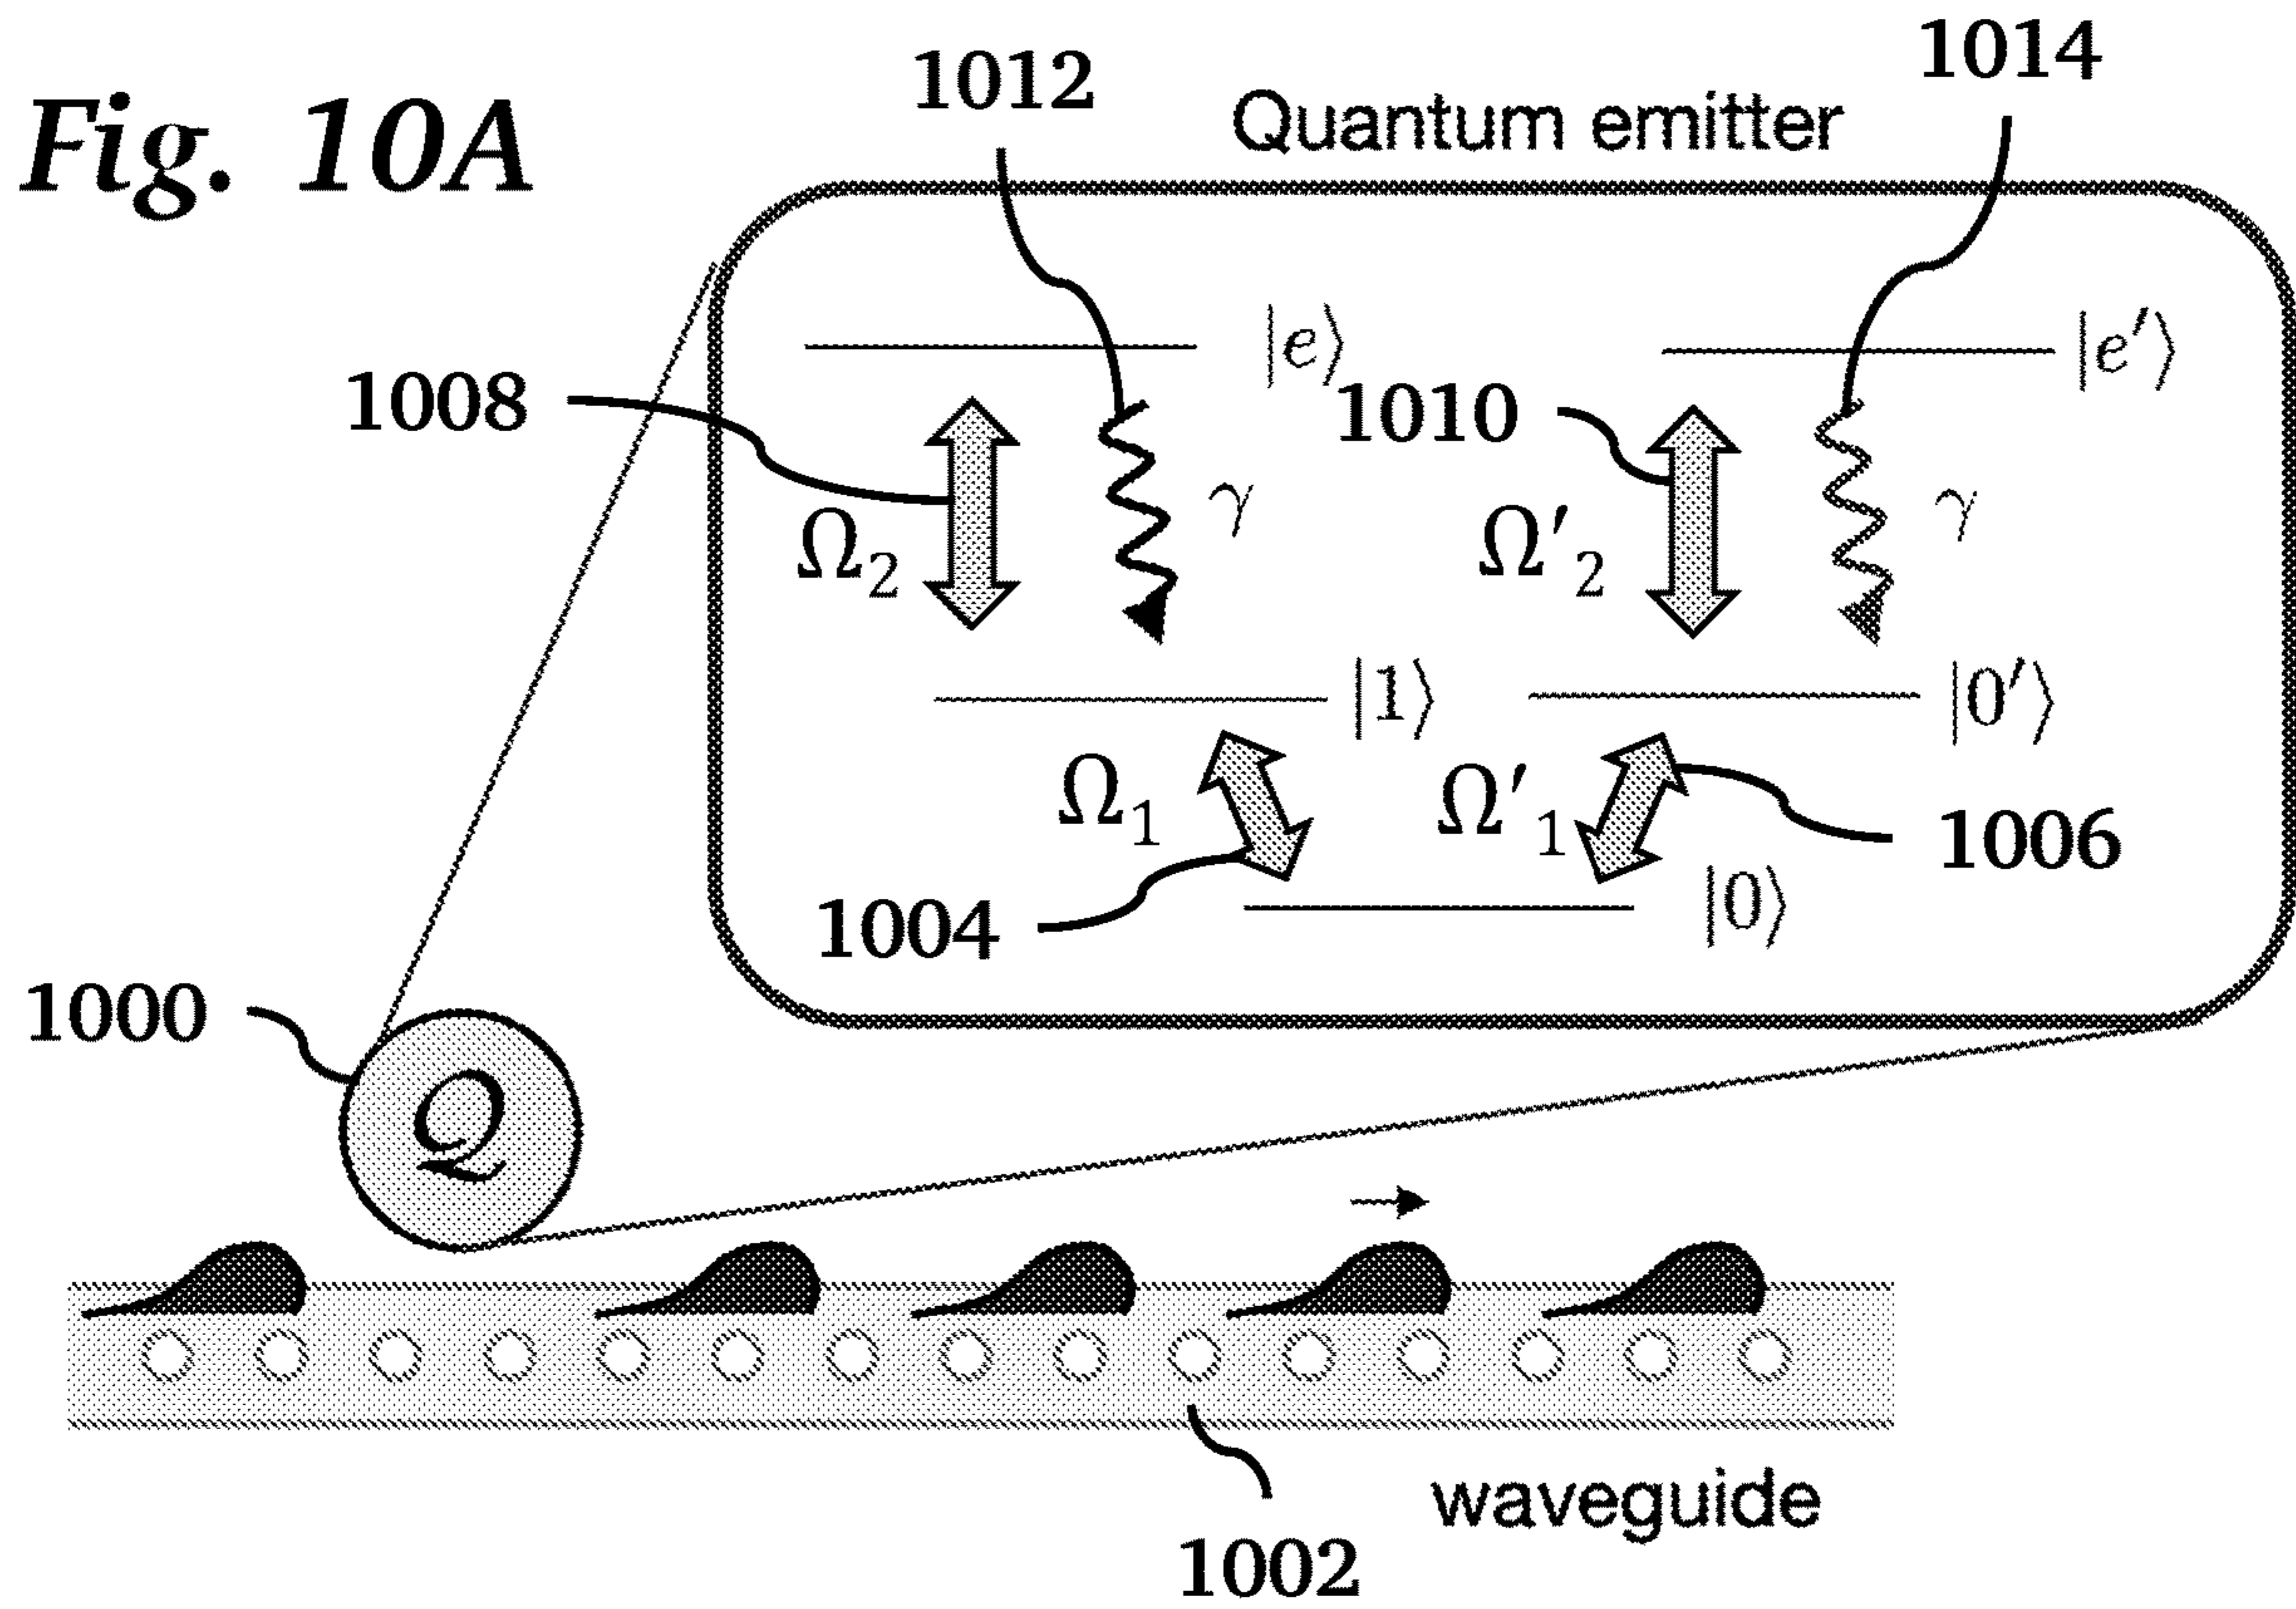 Fig. 10A
1012
1014
Quantum emitter
|e⟩
|e′⟩
1008
1010
γ
γ
Ω₂
Ω′₂
|1⟩
|0′⟩
Ω₁
Ω′₁
1006
1004
|0⟩
1000
Q
waveguide
1002